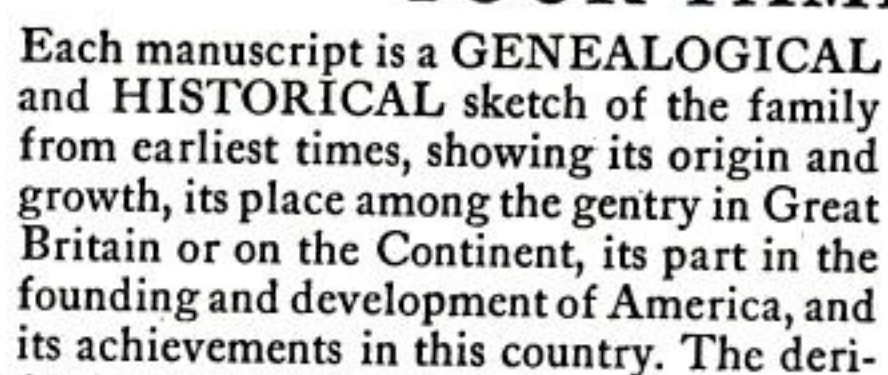 Each manuscript is a GENEALOGICAL
and HISTORICAL sketch of the family
from earliest times, showing its origin and
growth, its place among the gentry in Great
Britain or on the Continent, its part in the
founding and development of America, and
its achievements in this country. The deri-